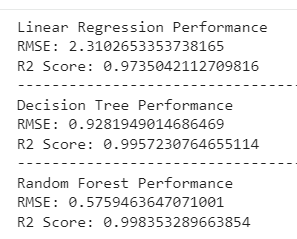 Linear Regression Performance
RMSE: 2.3102653353738165
R2 Score: 0.9735042112709816
----------------------------------
Decision Tree Performance
RMSE: 0.9281949014686469
R2 Score: 0.9957230764655114
----------------------------------
Random Forest Performance
RMSE: 0.5759463647071001
R2 Score: 0.998353289663854